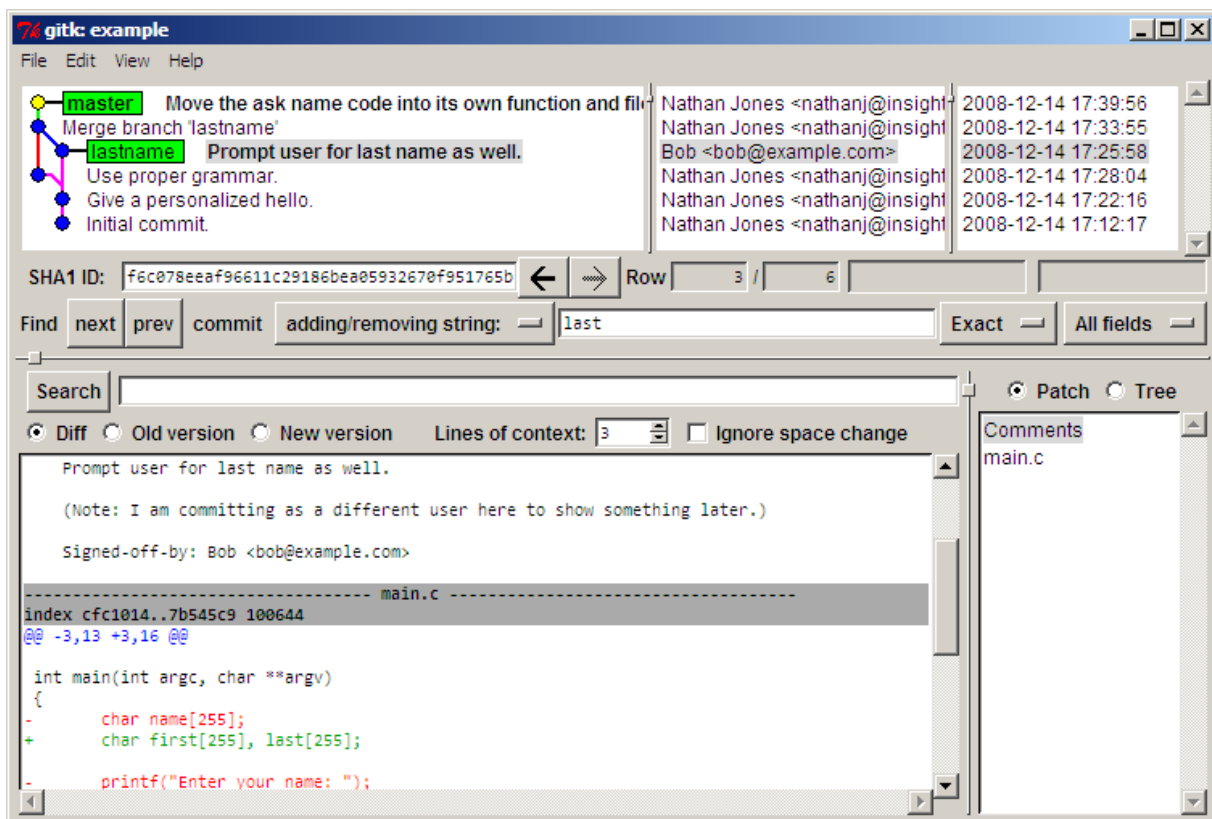 gitk: example
File Edit View Help
master Move the ask name code into its own function and file Nathan Jones <nathanj@insight 2008-12-14 17:39:56
Merge branch 'lastname' Nathan Jones <nathanj@insight 2008-12-14 17:33:55
lastname Prompt user for last name as well. Bob <bob@example.com> 2008-12-14 17:25:58
Use proper grammar. Nathan Jones <nathanj@insight 2008-12-14 17:28:04
Give a personalized hello. Nathan Jones <nathanj@insight 2008-12-14 17:22:16
Initial commit. Nathan Jones <nathanj@insight 2008-12-14 17:12:17
SHA1 ID: f6c078eeaf96611c29186bea05932670f951765b Row 3 / 6
Find next prev commit adding/removing string: last Exact All fields
Search Patch Tree
Diff Old version New version Lines of context: 3 Ignore space change
Comments
main.c
Prompt user for last name as well.
(Note: I am committing as a different user here to show something later.)
Signed-off-by: Bob <bob@example.com>
------------------------------------ main.c ------------------------------------
index cfc1014..7b545c9 100644
@@ -3,13 +3,16 @@
int main(int argc, char **argv)
{
- char name[255];
+ char first[255], last[255];
- printf("Enter your name: ");